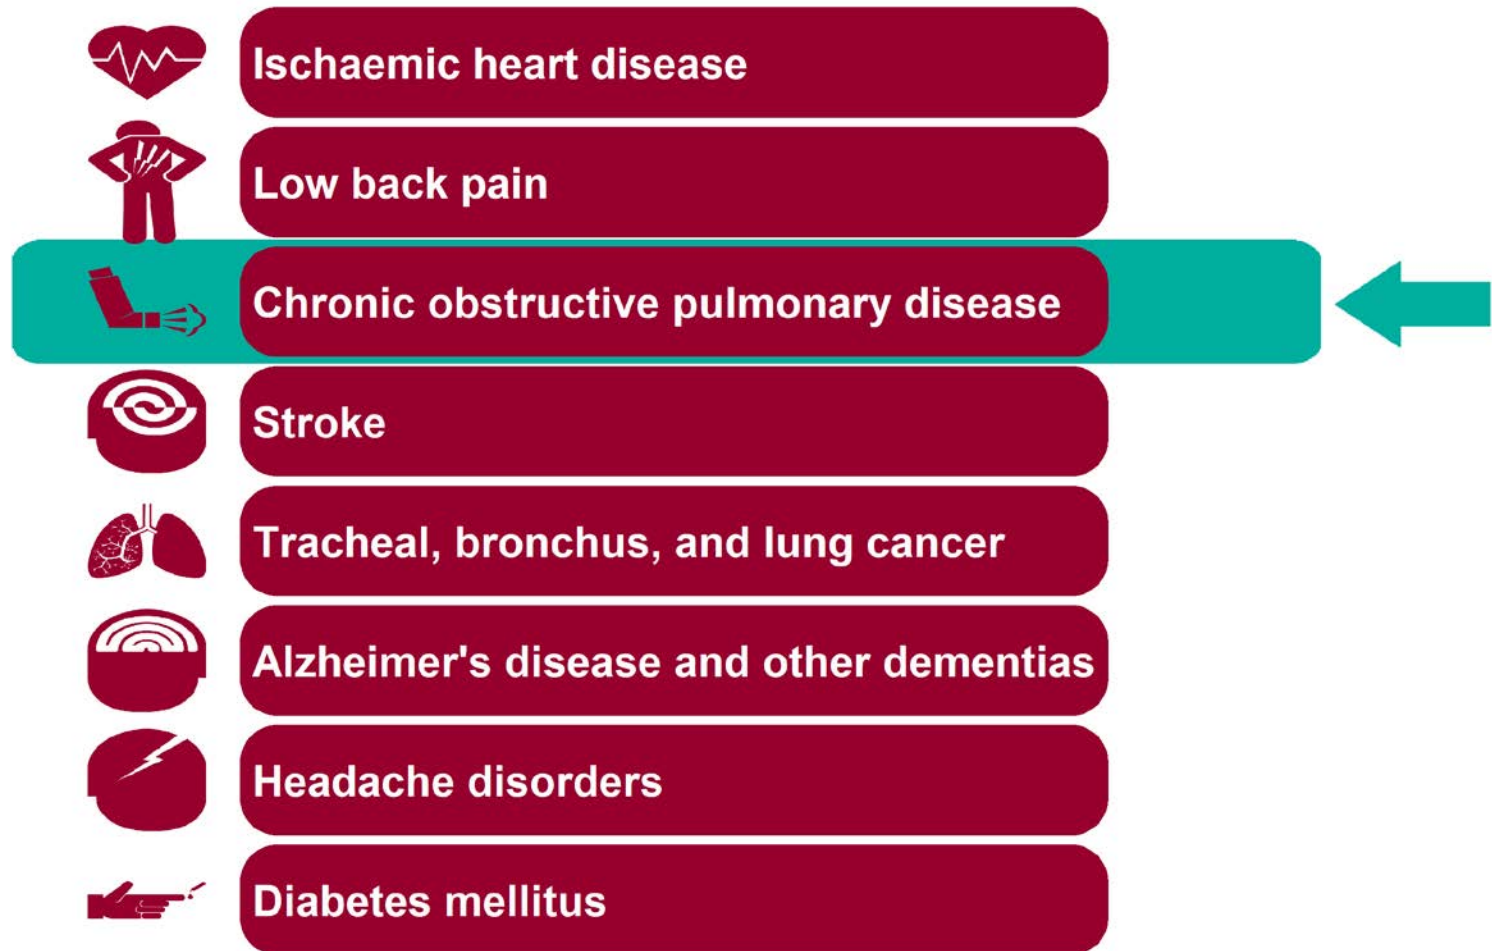 Ischaemic heart disease
Low back pain
Chronic obstructive pulmonary disease
Stroke
Tracheal, bronchus, and lung cancer
Alzheimer's disease and other dementias
Headache disorders
Diabetes mellitus